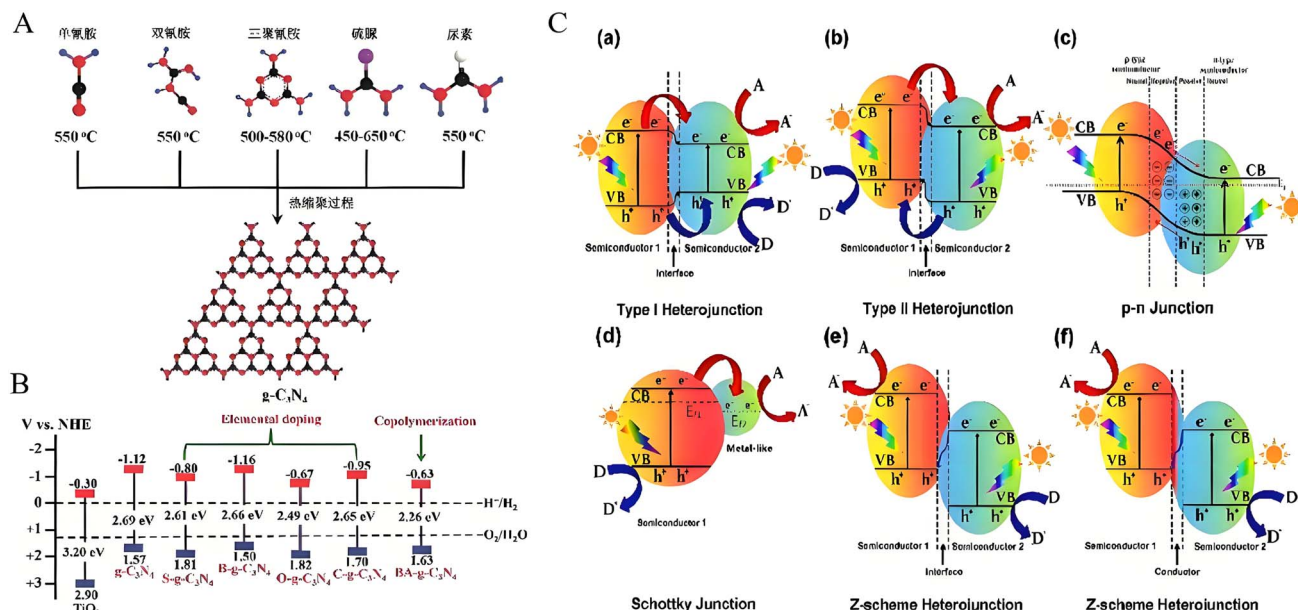 A
单氰胺 双氰胺 三聚氰胺 硫脲 尿素
550 °C 550 °C 500-580°C 450-650°C 550 °C
热缩聚过程
g-C₃N₄
B
V vs. NHE
Elemental doping
Copolymerization
-2
-1
0
+1
+2
+3
-0.30
3.20 eV
2.90
-1.12
2.69 eV
1.57
g-C₃N₄
-0.80
2.61 eV
1.81
S-g-C₃N₄
-1.16
2.66 eV
1.50
B-g-C₃N₄
-0.67
2.49 eV
1.82
O-g-C₃N₄
-0.95
2.65 eV
1.70
C-g-C₃N₄
-0.63
2.26 eV
1.63
BA-g-C₃N₄
O₂/H₂O
C
(a)
e⁻ e⁻
CB
VB
h⁺ h⁺
e⁻ e⁻
CB
VB
h⁺ h⁺
A
A⁻
D
Semiconductor 1 Semiconductor 2
Interface
Type I Heterojunction
(b)
e⁻ e⁻
CB
VB
h⁺ h⁺
e⁻ e⁻
CB
VB
h⁺ h⁺
A
A⁻
D
Semiconductor 1 Semiconductor 2
Interface
Type II Heterojunction
(c)
CB
e⁻ e⁻ e⁻
VB
h⁺
e⁻
CB
h⁺ h⁺ h⁺
VB
p-n Junction
(d)
e⁻ e⁻
CB
VB
h⁺ h⁺
e⁻ e⁻
A
A⁻
D
Metal-like
Semiconductor 1
Schottky Junction
(e)
A
A⁻
e⁻ e⁻
CB
VB
h⁺ h⁺
e⁻ e⁻
CB
VB
h⁺ h⁺
D
Semiconductor 1 Semiconductor 2
Interface
Z-scheme Heterojunction
(f)
A
A⁻
e⁻ e⁻
CB
VB
h⁺ h⁺
e⁻ e⁻
CB
VB
h⁺ h⁺
D
Semiconductor 1 Semiconductor 2
Conductor
Z-scheme Heterojunction